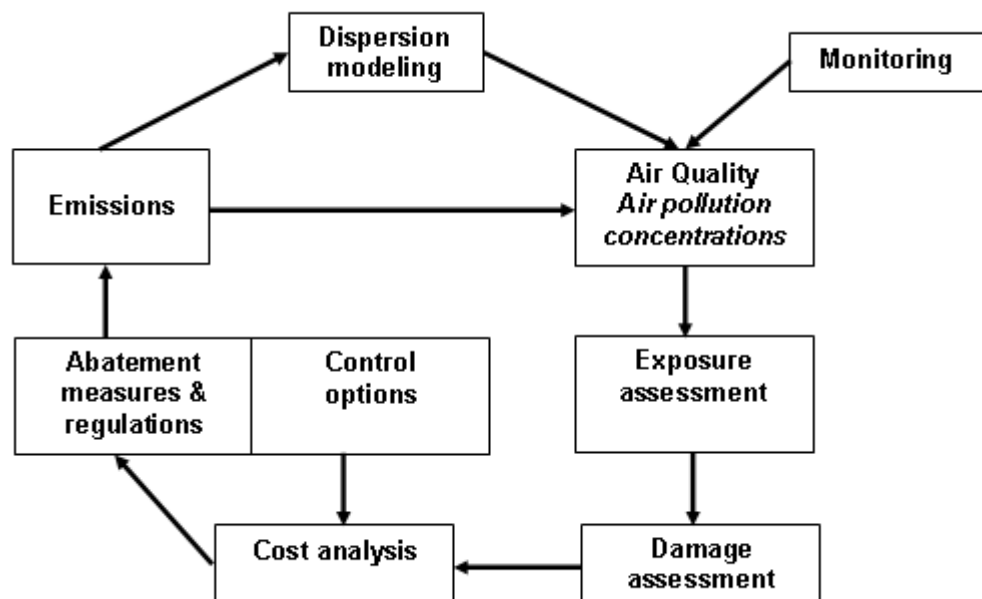 Dispersion
modeling
Monitoring
Emissions
Air Quality
Air pollution
concentrations
Abatement
measures &
regulations
Control
options
Exposure
assessment
Cost analysis
Damage
assessment